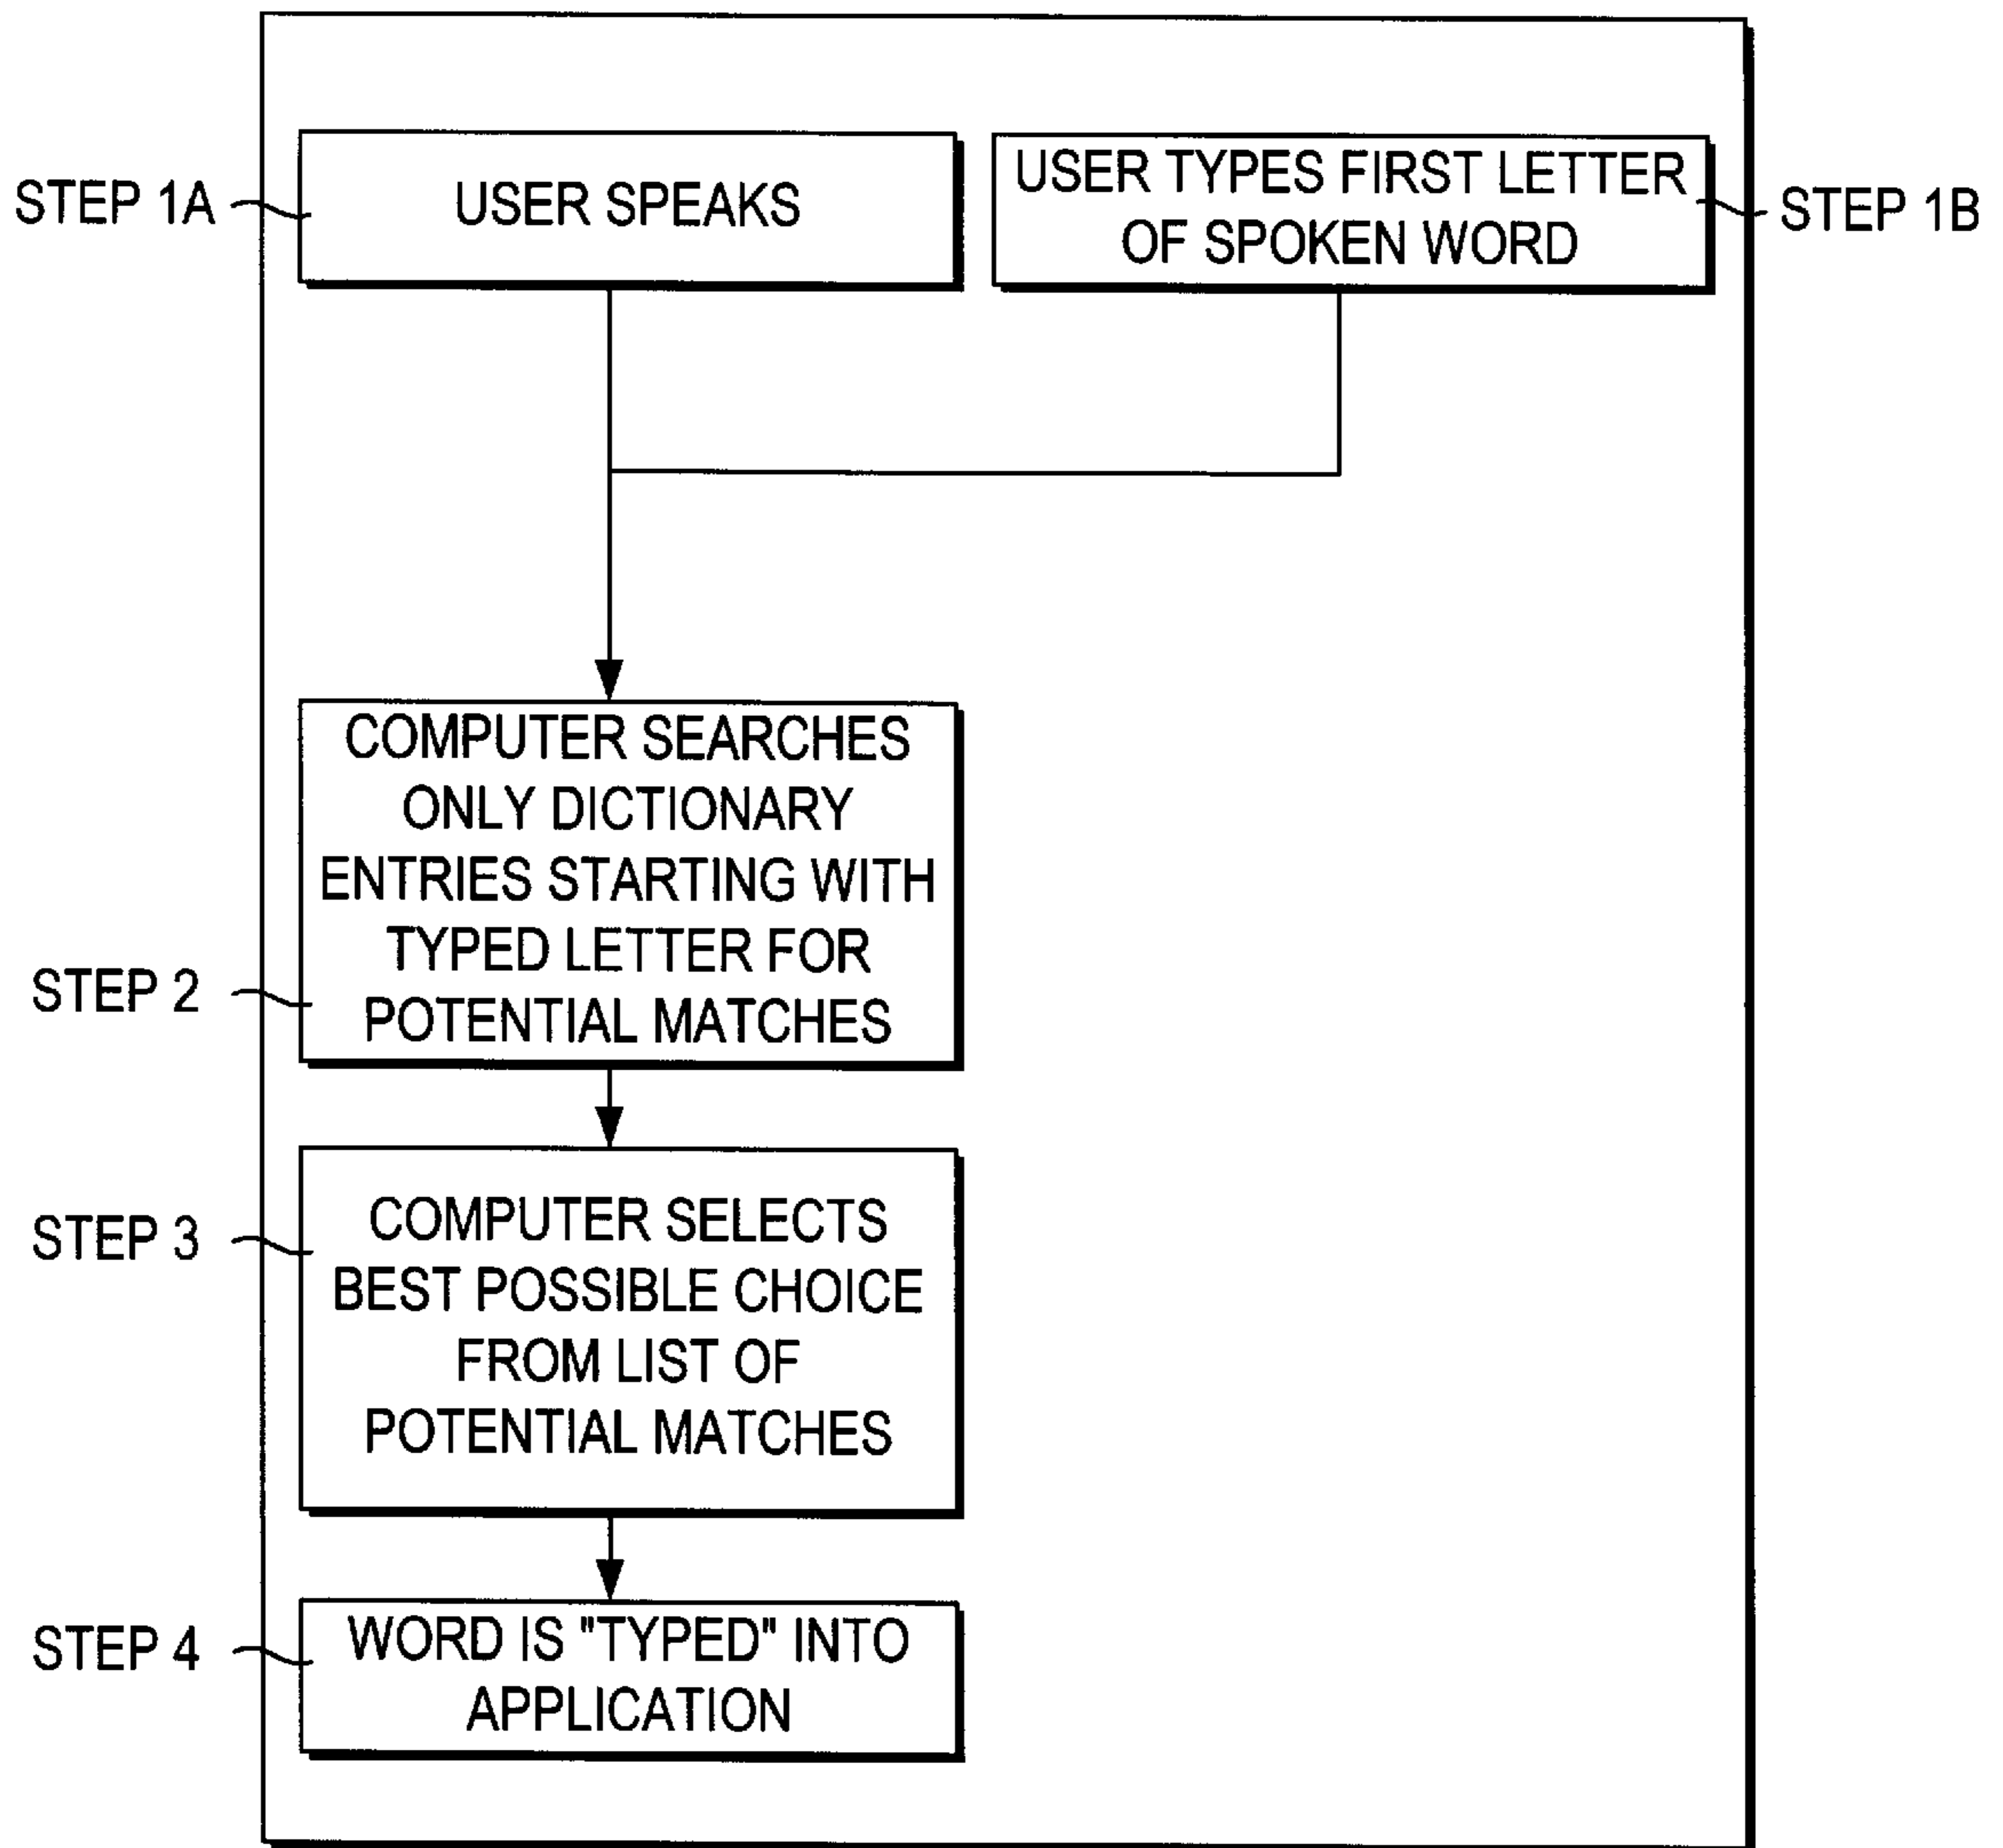 STEP 1A
USER SPEAKS
USER TYPES FIRST LETTER
OF SPOKEN WORD
STEP 1B
COMPUTER SEARCHES
ONLY DICTIONARY
ENTRIES STARTING WITH
TYPED LETTER FOR
POTENTIAL MATCHES
STEP 2
COMPUTER SELECTS
BEST POSSIBLE CHOICE
FROM LIST OF
POTENTIAL MATCHES
STEP 3
WORD IS "TYPED" INTO
APPLICATION
STEP 4